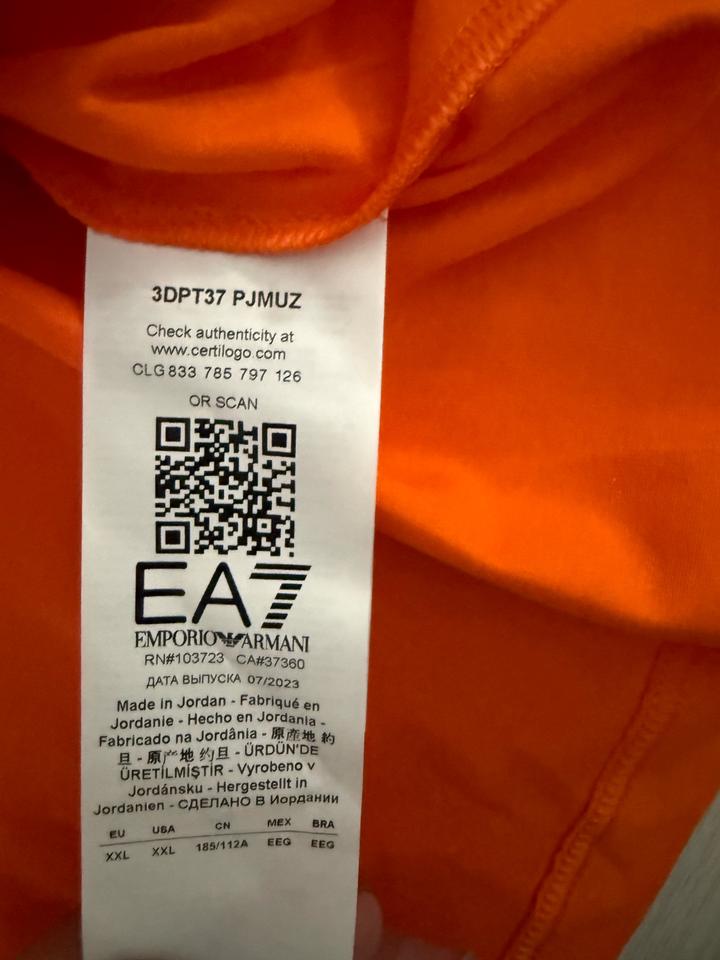 3DPT37 PJMUZ
Check authenticity at
www.certilogo.com
CLG 833 785 797 126
OR SCAN
EA7
EMPORIO ARMANI
RN#103723 CA#37360
ДАТА ВЫПУСКА 07/2023
Made in Jordan - Fabriqué en
Jordanie - Hecho en Jordania -
Fabricado na Jordânia - 原產地 約
旦 - 原产地 约旦 - ÜRDÜN'DE
ÜRETİLMİŞTİR - Vyrobeno v
Jordánsku - Hergestellt in
Jordanien - СДЕЛАНО В Иордании
EU USA CN MEX BRA
XXL XXL 185/112A EEG EEG